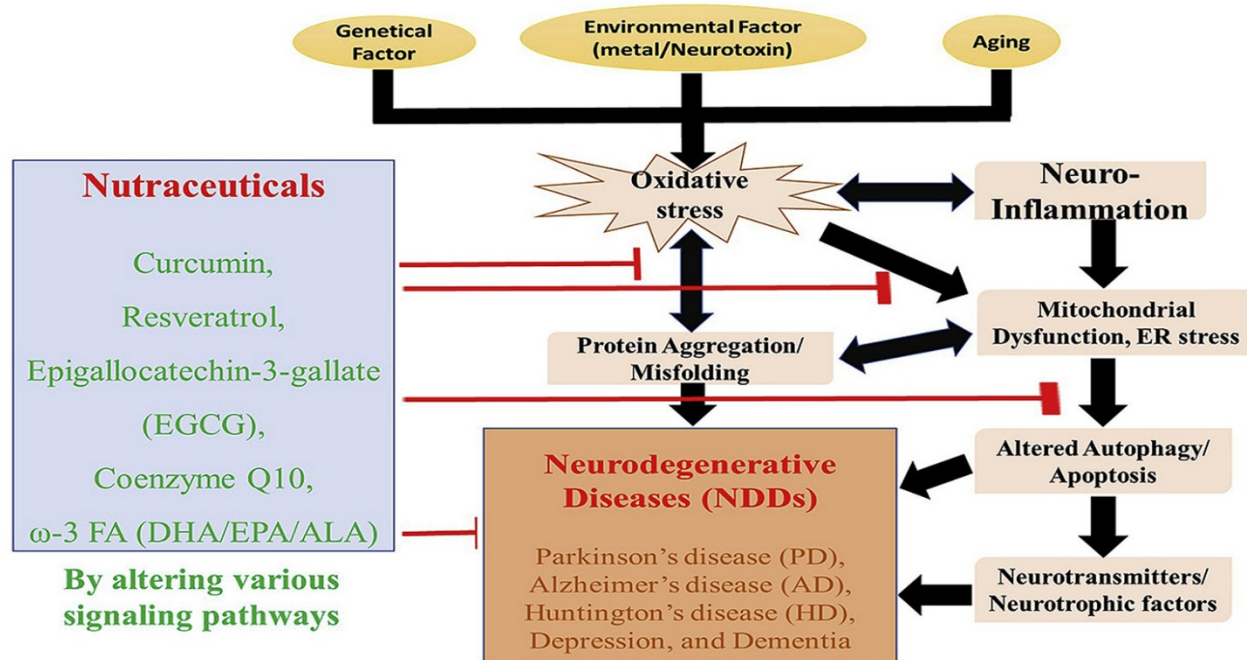 Genetical
Factor
Environmental Factor
(metal/Neurotoxin)
Aging
Nutraceuticals
Curcumin,
Resveratrol,
Epigallocatechin-3-gallate
(EGCG),
Coenzyme Q10,
ω-3 FA (DHA/EPA/ALA)
By altering various
signaling pathways
Oxidative
stress
Neuro-
Inflammation
Protein Aggregation/
Misfolding
Mitochondrial
Dysfunction, ER stress
Altered Autophagy/
Apoptosis
Neurotransmitters/
Neurotrophic factors
Neurodegenerative
Diseases (NDDs)
Parkinson’s disease (PD),
Alzheimer’s disease (AD),
Huntington’s disease (HD),
Depression, and Dementia